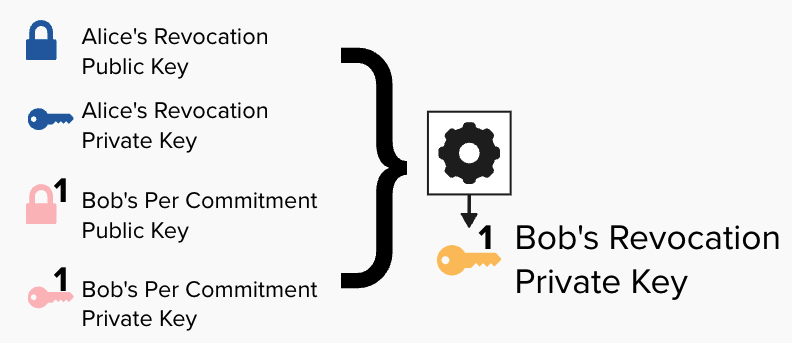 Alice's Revocation
Public Key
Alice's Revocation
Private Key
1
Bob's Per Commitment
Public Key
1
Bob's Per Commitment
Private Key
1
Bob's Revocation
Private Key